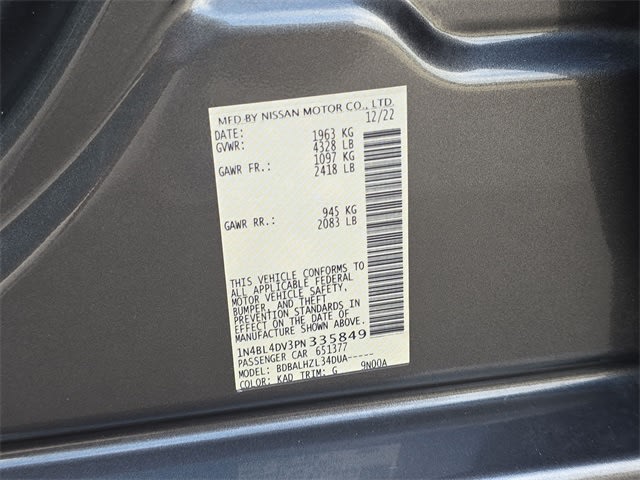 MFD BY NISSAN MOTOR CO., LTD.
DATE: 12/22
GVWR: 1963 KG
4328 LB
GAWR FR.: 1097 KG
2418 LB
GAWR RR.: 945 KG
2083 LB
THIS VEHICLE CONFORMS TO
ALL APPLICABLE FEDERAL
MOTOR VEHICLE SAFETY,
BUMPER, AND THEFT
PREVENTION STANDARDS IN
EFFECT ON THE DATE OF
MANUFACTURE SHOWN ABOVE.
1N4BL4DV3PN335849
PASSENGER CAR 651377
MODEL: BDBALHZL34DUA-----
COLOR: KAD TRIM: G 9N00A